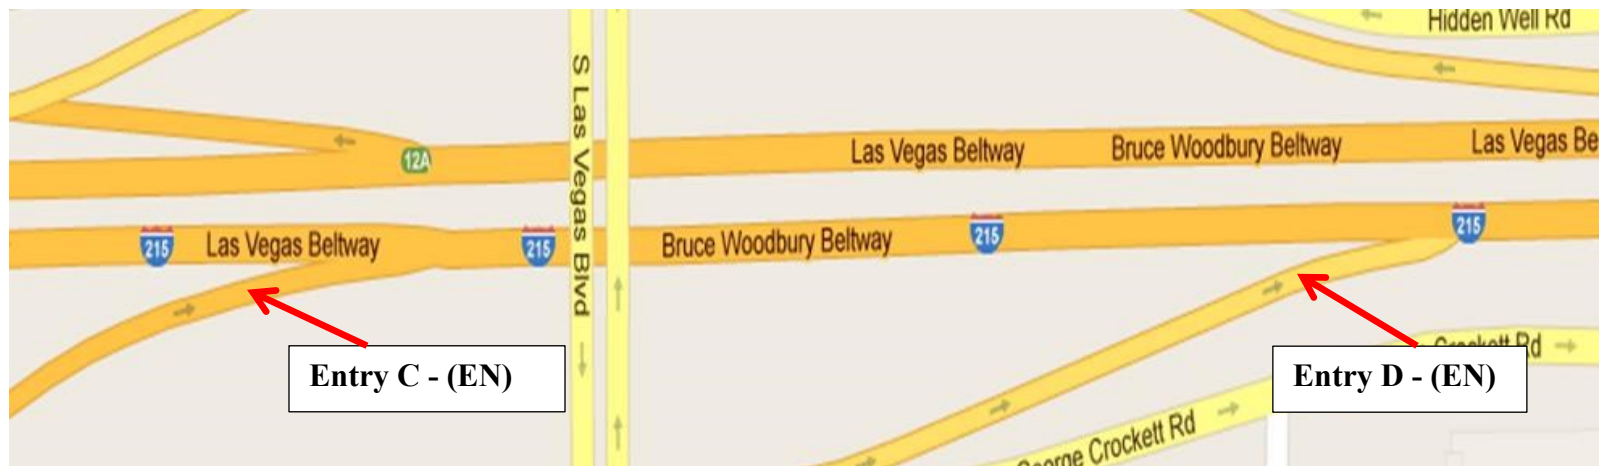 Hidden Well Rd
S Las Vegas Blvd
12A
Las Vegas Beltway
Bruce Woodbury Beltway
Las Vegas Be
215
Las Vegas Beltway
215
Bruce Woodbury Beltway
215
215
Entry C - (EN)
Crockett Rd
Entry D - (EN)
George Crockett Rd